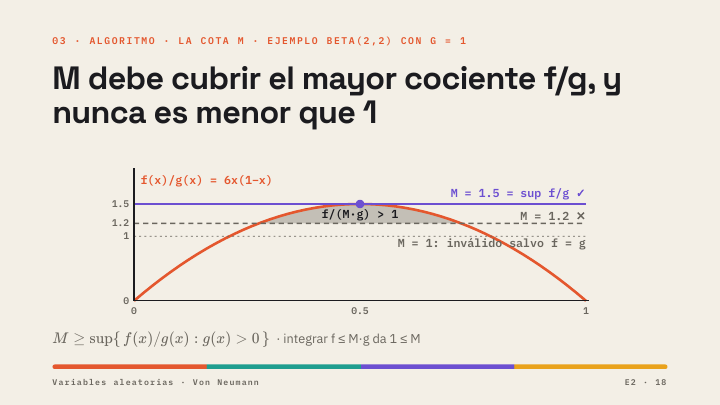 03 · ALGORITMO · LA COTA M · EJEMPLO BETA(2,2) CON G = 1
M debe cubrir el mayor cociente f/g, y
nunca es menor que 1
f(x)/g(x) = 6x(1−x)
M = 1.5 = sup f/g ✓
1.5
f/(M·g) > 1
M = 1.2 ✕
1.2
1
M = 1: inválido salvo f = g
0
0
0.5
1
M ≥ sup{ f(x)/g(x) : g(x) > 0 } · integrar f ≤ M·g da 1 ≤ M
Variables aleatorias · Von Neumann
E2 · 18